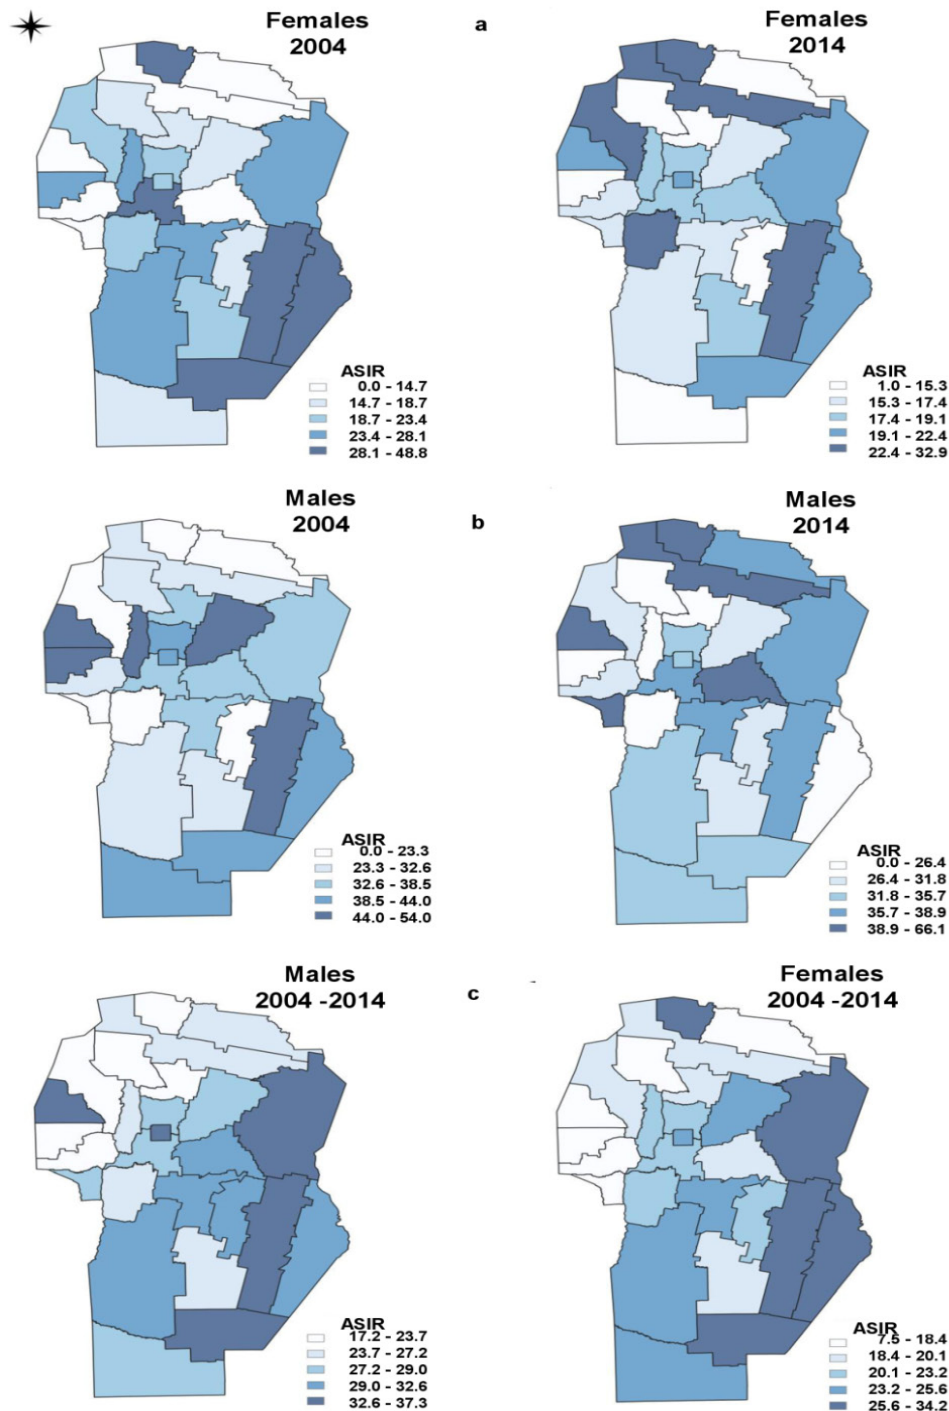 Females
2004
a
Females
2014
ASIR
0.0 - 14.7
14.7 - 18.7
18.7 - 23.4
23.4 - 28.1
28.1 - 48.8
ASIR
1.0 - 15.3
15.3 - 17.4
17.4 - 19.1
19.1 - 22.4
22.4 - 32.9
Males
2004
b
Males
2014
ASIR
0.0 - 23.3
23.3 - 32.6
32.6 - 38.5
38.5 - 44.0
44.0 - 54.0
ASIR
0.0 - 26.4
26.4 - 31.8
31.8 - 35.7
35.7 - 38.9
38.9 - 66.1
Males
2004 -2014
c
Females
2004 -2014
ASIR
17.2 - 23.7
23.7 - 27.2
27.2 - 29.0
29.0 - 32.6
32.6 - 37.3
ASIR
7.5 - 18.4
18.4 - 20.1
20.1 - 23.2
23.2 - 25.6
25.6 - 34.2